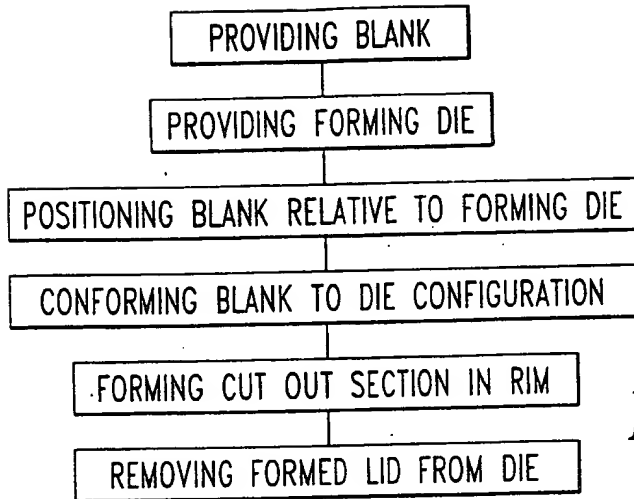 PROVIDING BLANK
PROVIDING FORMING DIE
POSITIONING BLANK RELATIVE TO FORMING DIE
CONFORMING BLANK TO DIE CONFIGURATION
FORMING CUT OUT SECTION IN RIM
REMOVING FORMED LID FROM DIE